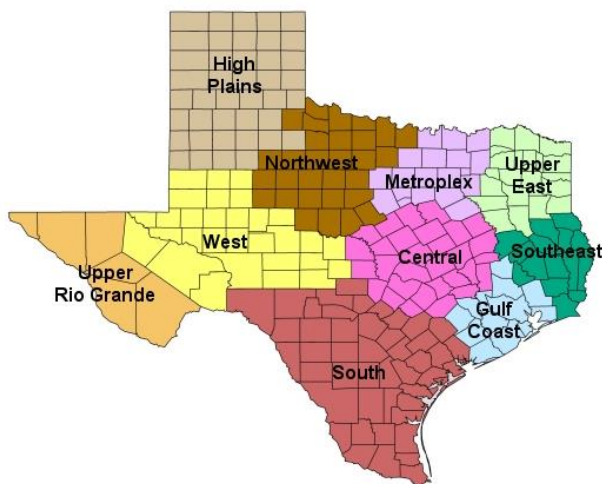 High
Plains
Northwest
Metroplex
Upper
East
West
Central
Southeast
Upper
Rio Grande
Gulf
Coast
South